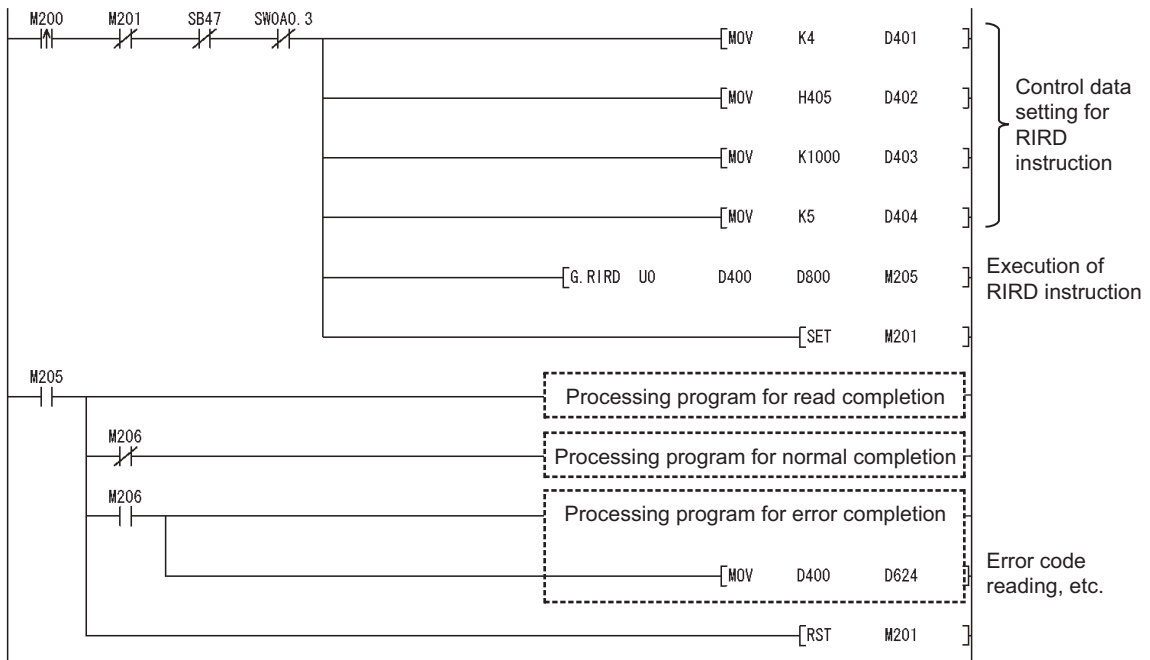 M200 M201 SB47 SW0A0.3
[MOV K4 D401 ]
[MOV H405 D402 ]
[MOV K1000 D403 ]
[MOV K5 D404 ]
Control data
setting for
RIRD
instruction
[G.RIRD U0 D400 D800 M205 ]
Execution of
RIRD instruction
[SET M201 ]
M205
Processing program for read completion
M206
Processing program for normal completion
M206
Processing program for error completion
[MOV D400 D624 ]
Error code
reading, etc.
[RST M201 ]